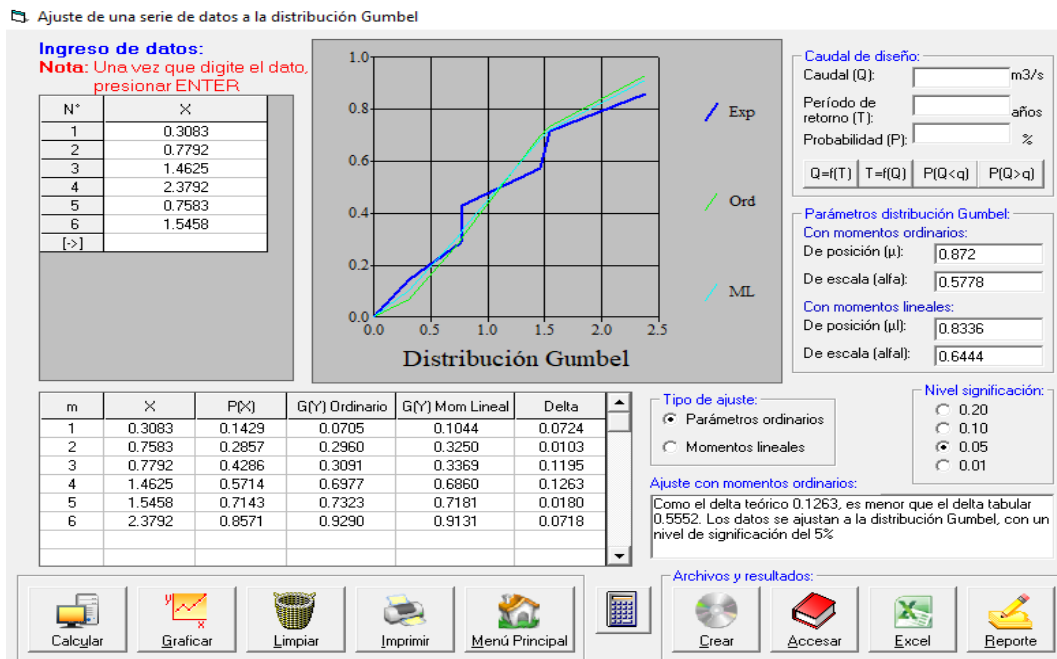 Ajuste de una serie de datos a la distribución Gumbel
Ingreso de datos:
Nota: Una vez que digite el dato,
presionar ENTER
N° X
1 0.3083
2 0.7792
3 1.4625
4 2.3792
5 0.7583
6 1.5458
[->]
1.0
0.8
0.6
0.4
0.2
0.0
0.0 0.5 1.0 1.5 2.0 2.5
Exp
Ord
ML
Distribución Gumbel
Caudal de diseño:
Caudal (Q): m3/s
Período de
retorno (T): años
Probabilidad (P): %
Q=f(T) T=f(Q) P(Q<q) P(Q>q)
Parámetros distribución Gumbel:
Con momentos ordinarios:
De posición (µ): 0.872
De escala (alfa): 0.5778
Con momentos lineales:
De posición (µl): 0.8336
De escala (alfal): 0.6444
m X P(X) G(Y) Ordinario G(Y) Mom Lineal Delta
1 0.3083 0.1429 0.0705 0.1044 0.0724
2 0.7583 0.2857 0.2960 0.3250 0.0103
3 0.7792 0.4286 0.3091 0.3369 0.1195
4 1.4625 0.5714 0.6977 0.6860 0.1263
5 1.5458 0.7143 0.7323 0.7181 0.0180
6 2.3792 0.8571 0.9290 0.9131 0.0718
Tipo de ajuste:
Parámetros ordinarios
Momentos lineales
Nivel significación:
0.20
0.10
0.05
0.01
Ajuste con momentos ordinarios:
Como el delta teórico 0.1263, es menor que el delta tabular
0.5552. Los datos se ajustan a la distribución Gumbel, con un
nivel de significación del 5%
Calcular Graficar Limpiar Imprimir Menú Principal
Archivos y resultados:
Crear Accesar Excel Reporte